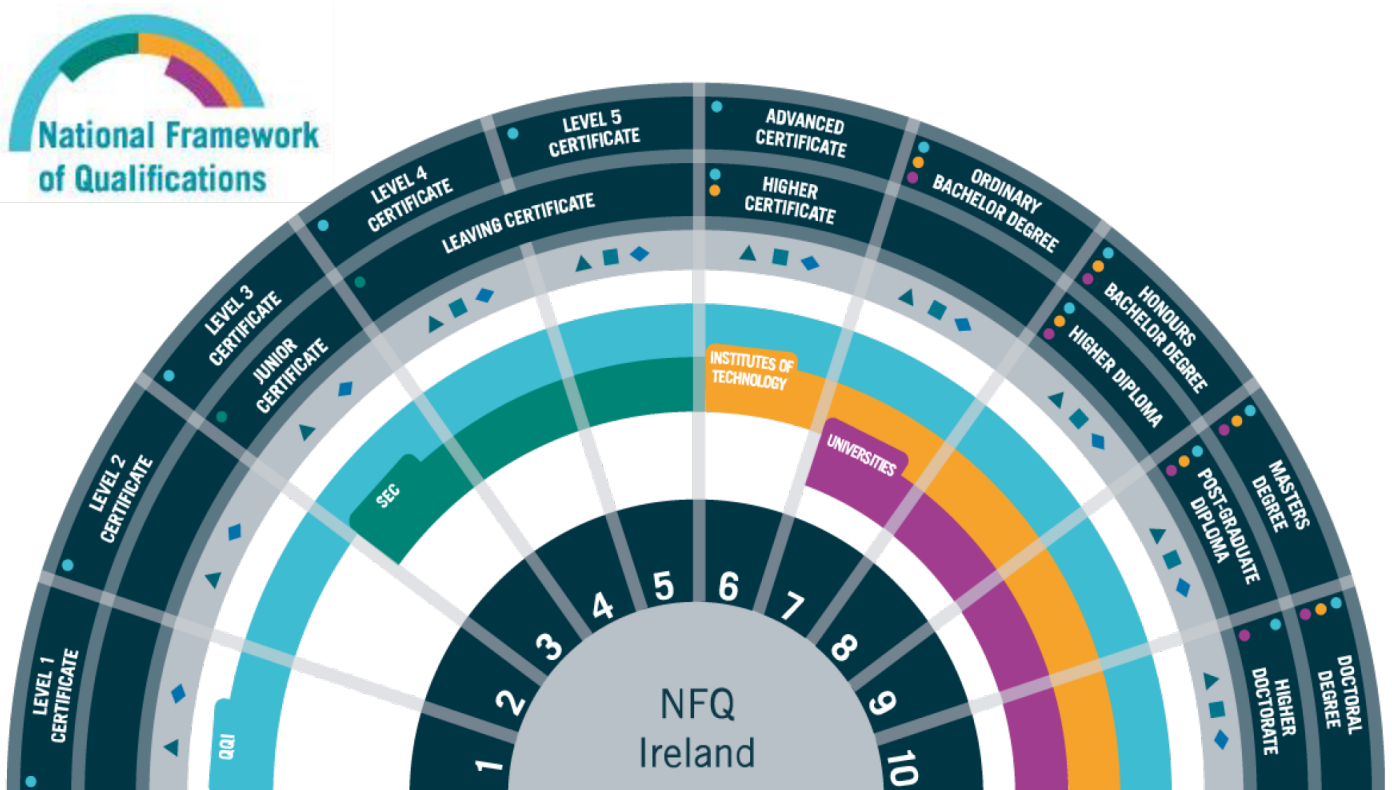 National Framework
of Qualifications
LEVEL 1
CERTIFICATE
LEVEL 2
CERTIFICATE
LEVEL 3
CERTIFICATE
JUNIOR
CERTIFICATE
LEVEL 4
CERTIFICATE
LEVEL 5
CERTIFICATE
LEAVING CERTIFICATE
ADVANCED
CERTIFICATE
HIGHER
CERTIFICATE
ORDINARY
BACHELOR DEGREE
HONOURS
BACHELOR DEGREE
HIGHER DIPLOMA
MASTERS
DEGREE
POST-GRADUATE
DIPLOMA
DOCTORAL
DEGREE
HIGHER
DOCTORATE
QQI
SEC
INSTITUTES OF
TECHNOLOGY
UNIVERSITIES
1
2
3
4
5
6
7
8
9
10
NFQ
Ireland